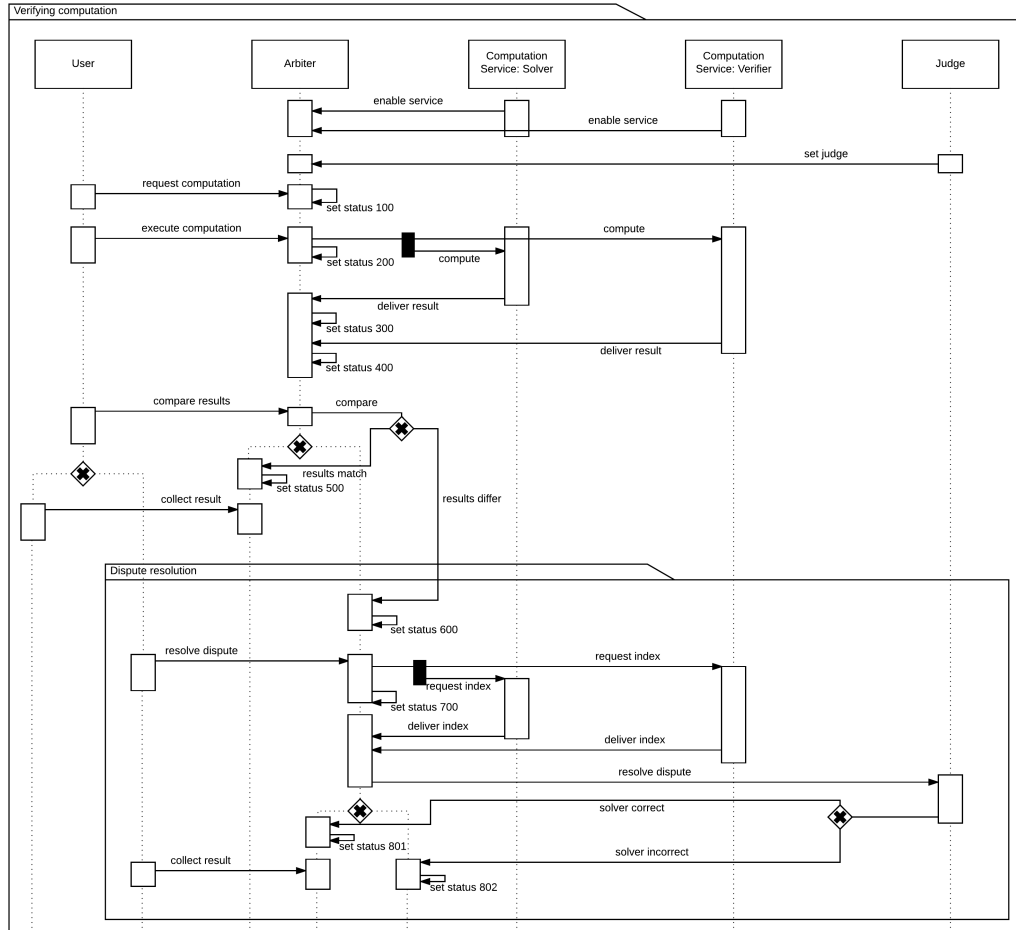 Verifying computation
User
Arbiter
Computation
Service: Solver
Computation
Service: Verifier
Judge
enable service
enable service
set judge
request computation
set status 100
execute computation
compute
compute
set status 200
deliver result
set status 300
deliver result
set status 400
compare results
compare
results match
set status 500
results differ
collect result
Dispute resolution
set status 600
resolve dispute
request index
request index
set status 700
deliver index
deliver index
resolve dispute
solver correct
set status 801
solver incorrect
collect result
set status 802